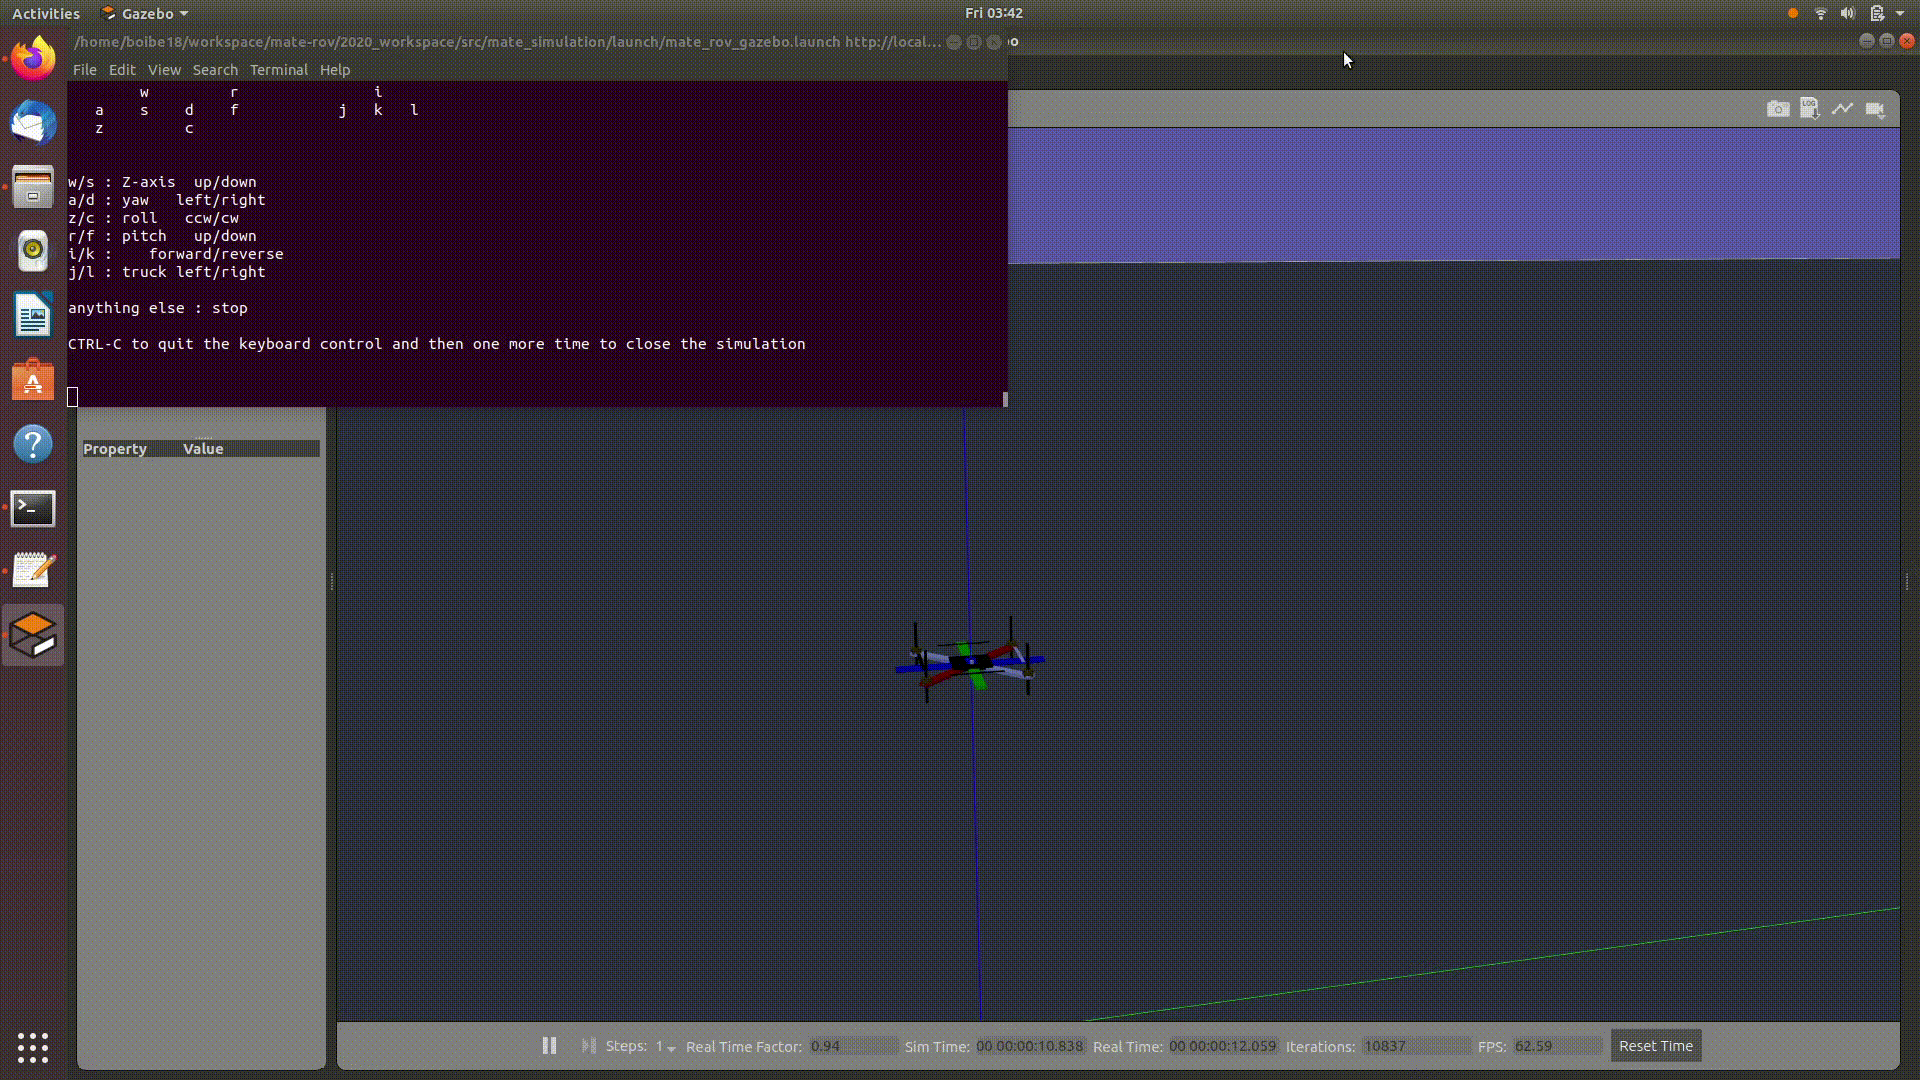 Activities Gazebo Fri 03:42
/home/boibe18/workspace/mate-rov/2020_workspace/src/mate_simulation/launch/mate_rov_gazebo.launch http://local...
File Edit View Search Terminal Help
w r i
a s d f j k l
z c
w/s : Z-axis up/down
a/d : yaw left/right
z/c : roll ccw/cw
r/f : pitch up/down
i/k : forward/reverse
j/l : truck left/right
anything else : stop
CTRL-C to quit the keyboard control and then one more time to close the simulation
LOG
Property Value
Steps: 1 Real Time Factor: 0.94 Sim Time: 00 00:00:10.838 Real Time: 00 00:00:12.059 Iterations: 10837 FPS: 62.59 Reset Time